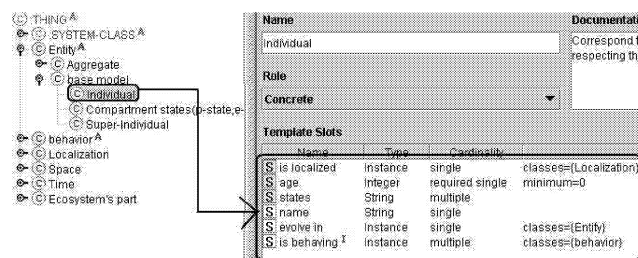 :THING A
:SYSTEM-CLASS A
Entity A
Aggregate
base model
Individual
Compartment states(p-state;e-
Super-Individual
behavior A
Localization
Space
Time
Ecosystem's part
Name
Individual
Role
Concrete
Documentati
Correspond t
respecting th
Template Slots
Name Type Cardinality
S is localized Instance single classes={Localization}
S age Integer required single minimum=0
S states String multiple
S name String single
S evolve in Instance single classes={Entity}
S is behaving Instance multiple classes={behavior}